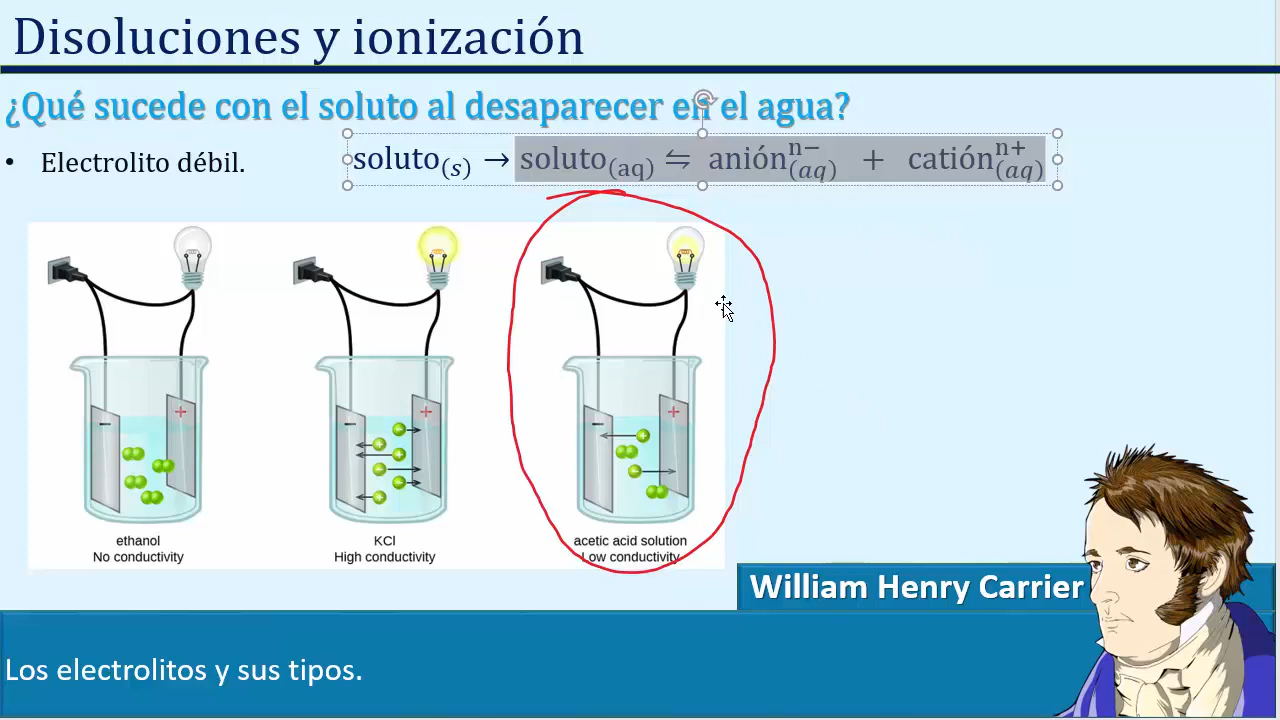 Disoluciones y ionización
¿Qué sucede con el soluto al desaparecer en el agua?
• Electrolito débil. soluto(s) → soluto(aq) ⇋ anión(aq)n− + catión(aq)n+
− + − + − +
ethanol KCl acetic acid solution
No conductivity High conductivity Low conductivity
William Henry Carrier
Los electrolitos y sus tipos.